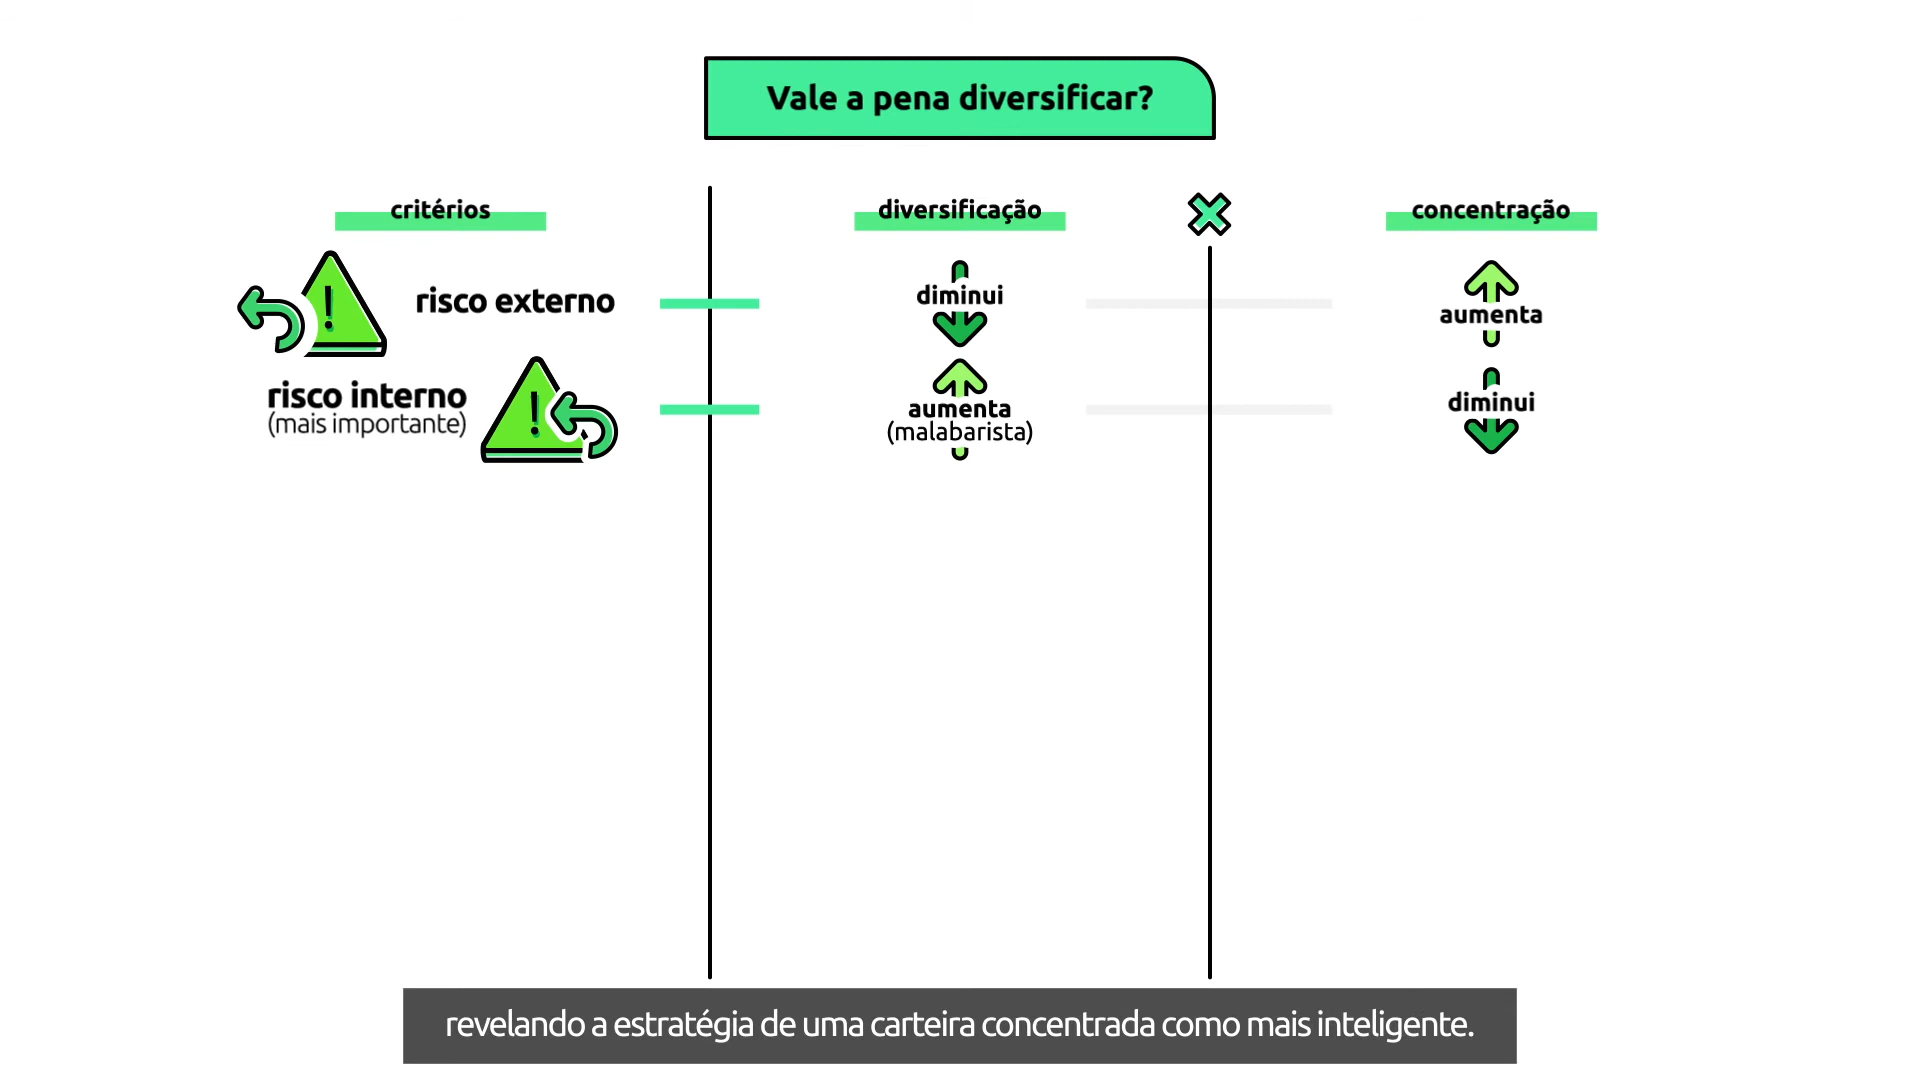 Vale a pena diversificar?
critérios
diversificação
concentração
risco externo
diminui
aumenta
risco interno
(mais importante)
aumenta
(malabarista)
diminui
revelando a estratégia de uma carteira concentrada como mais inteligente.